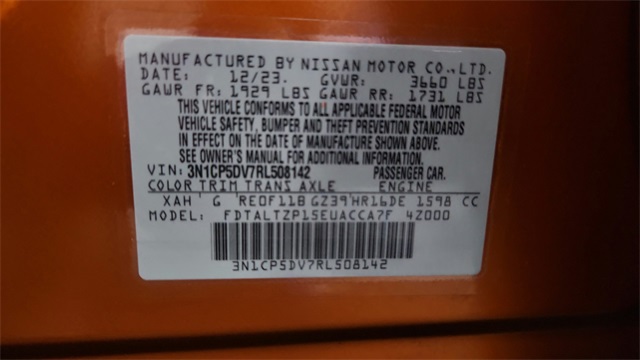 MANUFACTURED BY NISSAN MOTOR CO.,LTD.
DATE: 12/23. GVWR: 3660 LBS
GAWR FR: 1929 LBS GAWR RR: 1731 LBS
THIS VEHICLE CONFORMS TO ALL APPLICABLE FEDERAL MOTOR
VEHICLE SAFETY, BUMPER AND THEFT PREVENTION STANDARDS
IN EFFECT ON THE DATE OF MANUFACTURE SHOWN ABOVE.
SEE OWNER'S MANUAL FOR ADDITIONAL INFORMATION.
VIN: 3N1CP5DV7RL508142 PASSENGER CAR.
COLOR TRIM TRANS AXLE ENGINE
XAH G RE0F11B GZ39 HR16DE 1598 CC
MODEL: FDTALTZP15EUACCA7F 4Z000
3N1CP5DV7RL508142